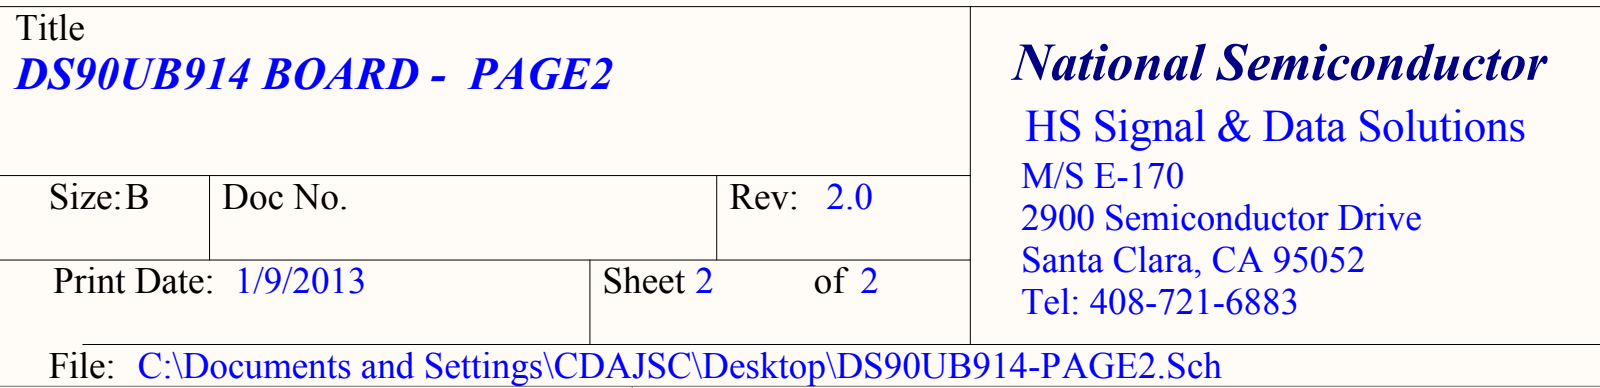 Title
DS90UB914 BOARD - PAGE2
Size: B
Doc No.
Rev: 2.0
Print Date: 1/9/2013
Sheet 2 of 2
File: C:\Documents and Settings\CDAJSC\Desktop\DS90UB914-PAGE2.Sch
National Semiconductor
HS Signal & Data Solutions
M/S E-170
2900 Semiconductor Drive
Santa Clara, CA 95052
Tel: 408-721-6883